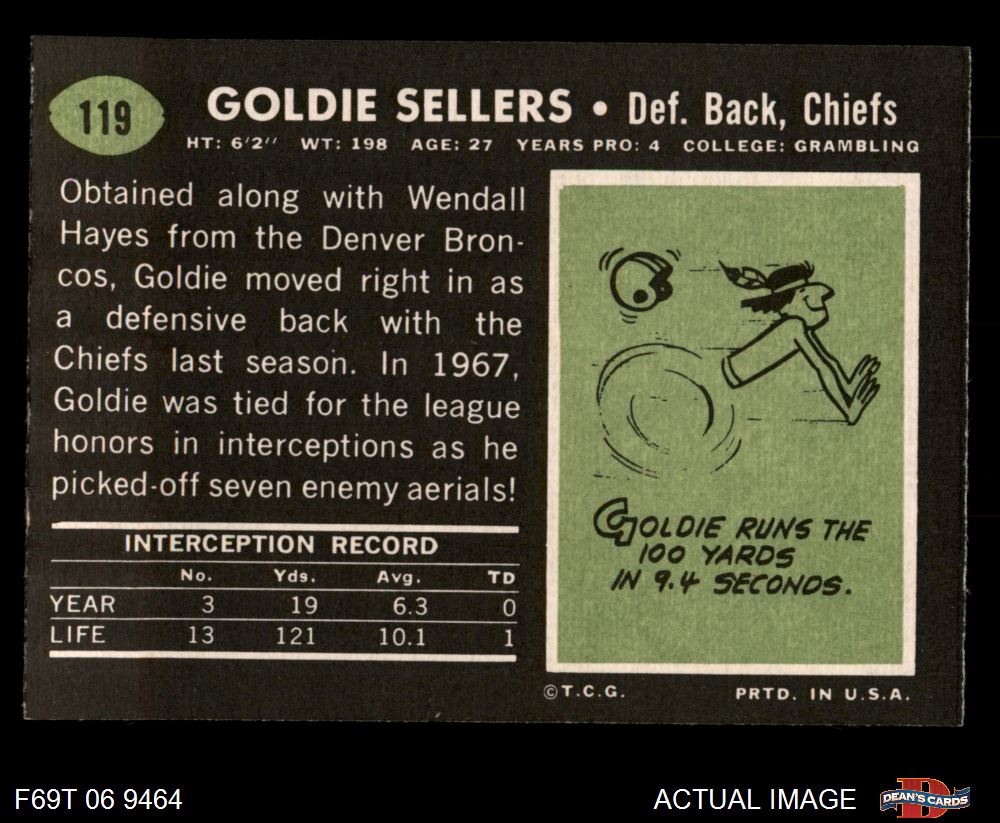 119
GOLDIE SELLERS • Def. Back, Chiefs
HT: 6'2'' WT: 198 AGE: 27 YEARS PRO: 4 COLLEGE: GRAMBLING
Obtained along with Wendall
Hayes from the Denver Bron-
cos, Goldie moved right in as
a defensive back with the
Chiefs last season. In 1967,
Goldie was tied for the league
honors in interceptions as he
picked-off seven enemy aerials!
INTERCEPTION RECORD
No. Yds. Avg. TD
YEAR 3 19 6.3 0
LIFE 13 121 10.1 1
GOLDIE RUNS THE
100 YARDS
IN 9.4 SECONDS.
©T.C.G. PRTD. IN U.S.A.
F69T 06 9464
ACTUAL IMAGE
D
DEAN'S CARDS